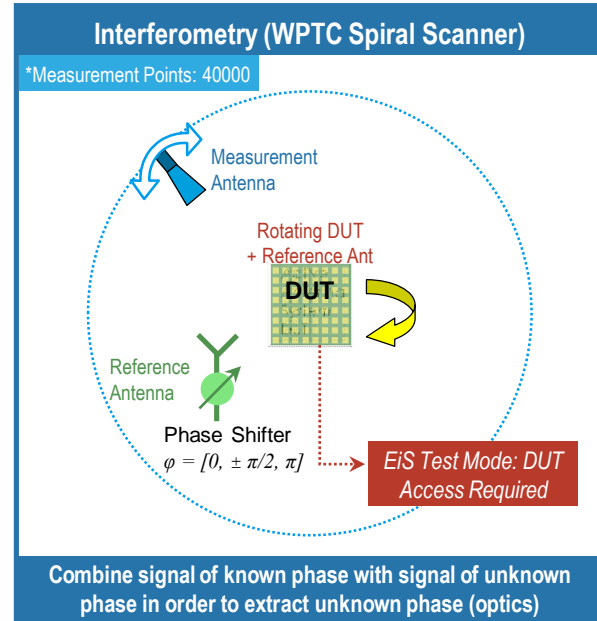 Interferometry (WPTC Spiral Scanner)
*Measurement Points: 40000
Measurement
Antenna
Rotating DUT
+ Reference Ant
DUT
Reference
Antenna
Phase Shifter
φ = [0, ± π/2, π]
EiS Test Mode: DUT
Access Required
Combine signal of known phase with signal of unknown
phase in order to extract unknown phase (optics)